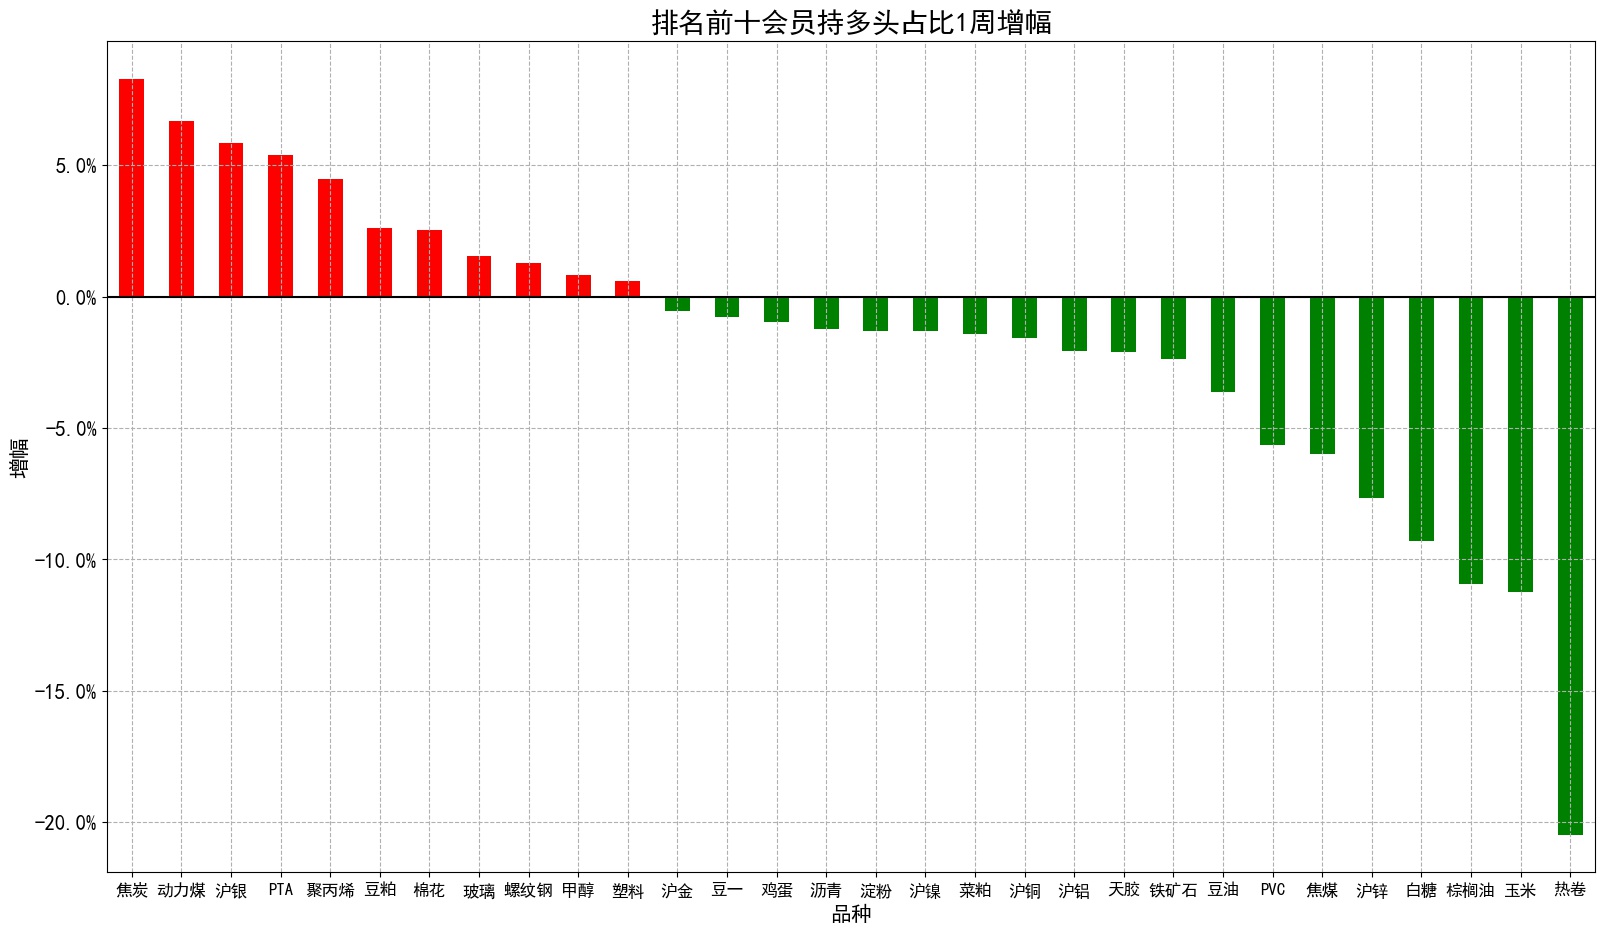 排名前十会员持多头占比1周增幅
增幅
5.0%
0.0%
−5.0%
−10.0%
−15.0%
−20.0%
焦炭 动力煤 沪银 PTA 聚丙烯 豆粕 棉花 玻璃 螺纹钢 甲醇 塑料 沪金 豆一 鸡蛋 沥青 淀粉 沪镍 菜粕 沪铜 沪铝 天胶 铁矿石 豆油 PVC 焦煤 沪锌 白糖 棕榈油 玉米 热卷
品种